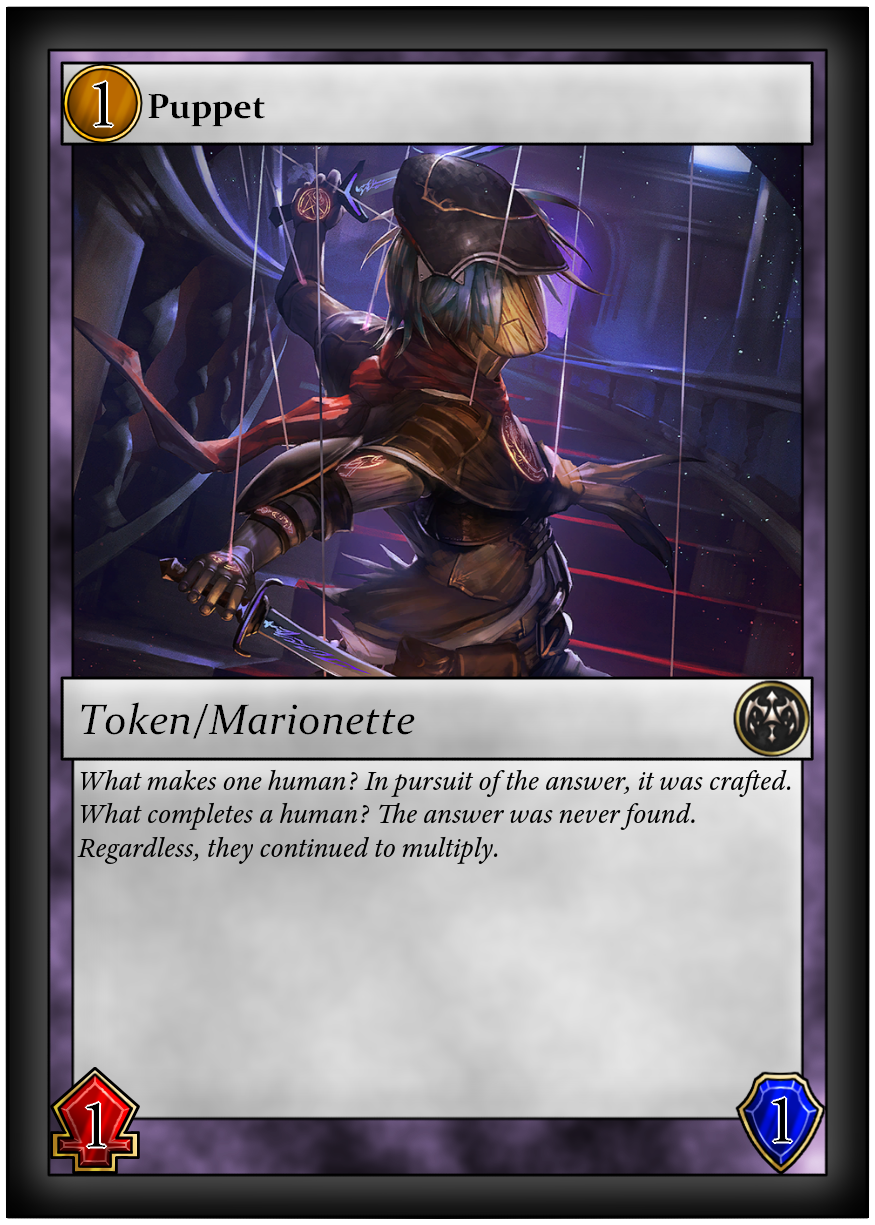 1 Puppet
Token/Marionette
What makes one human? In pursuit of the answer, it was crafted.
What completes a human? The answer was never found.
Regardless, they continued to multiply.
1 1